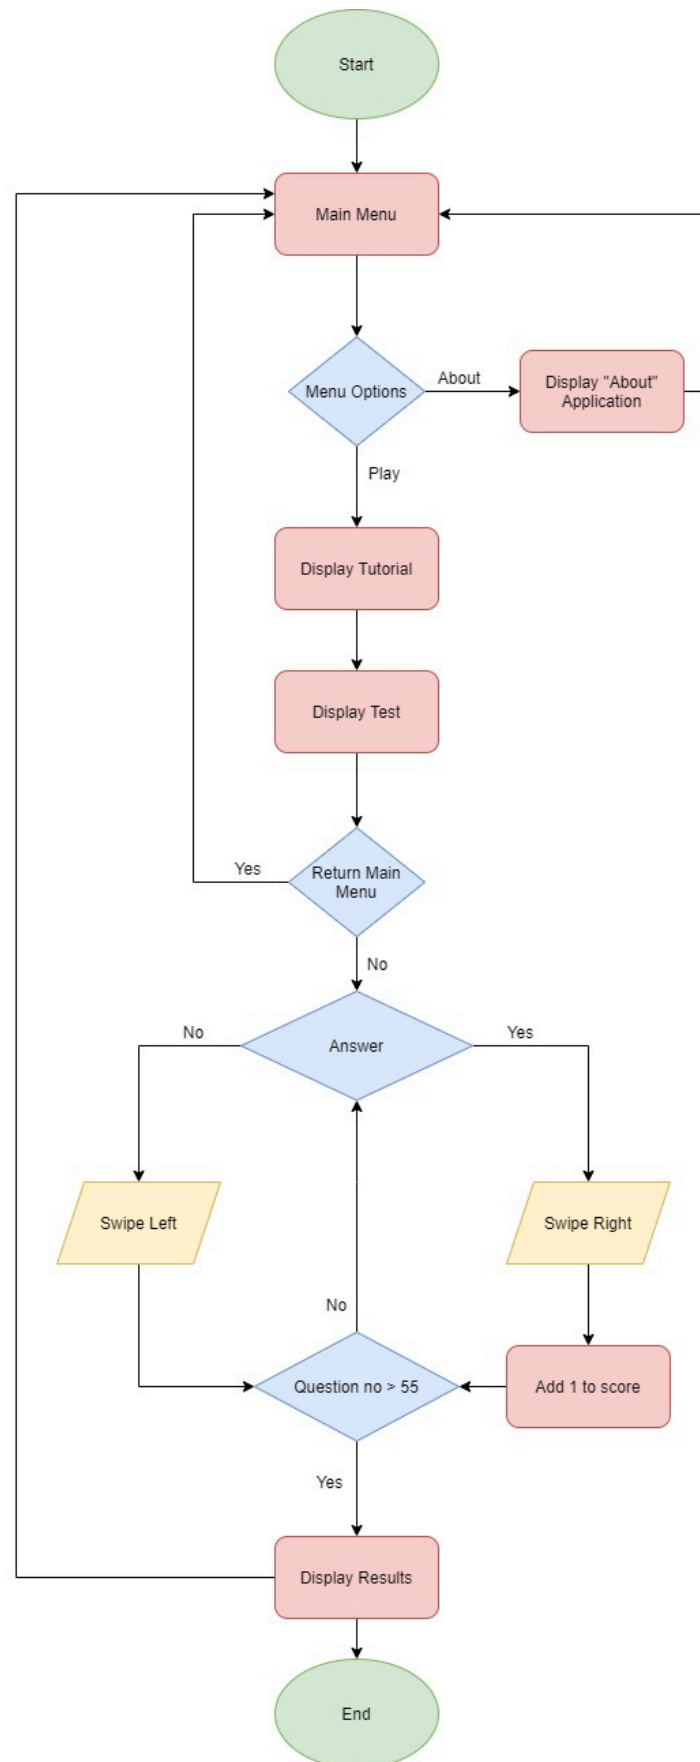 Start
Main Menu
Menu Options
About
Display "About"
Application
Play
Display Tutorial
Display Test
Yes
Return Main
Menu
No
No
Answer
Yes
Swipe Left
Swipe Right
No
Question no > 55
Add 1 to score
Yes
Display Results
End